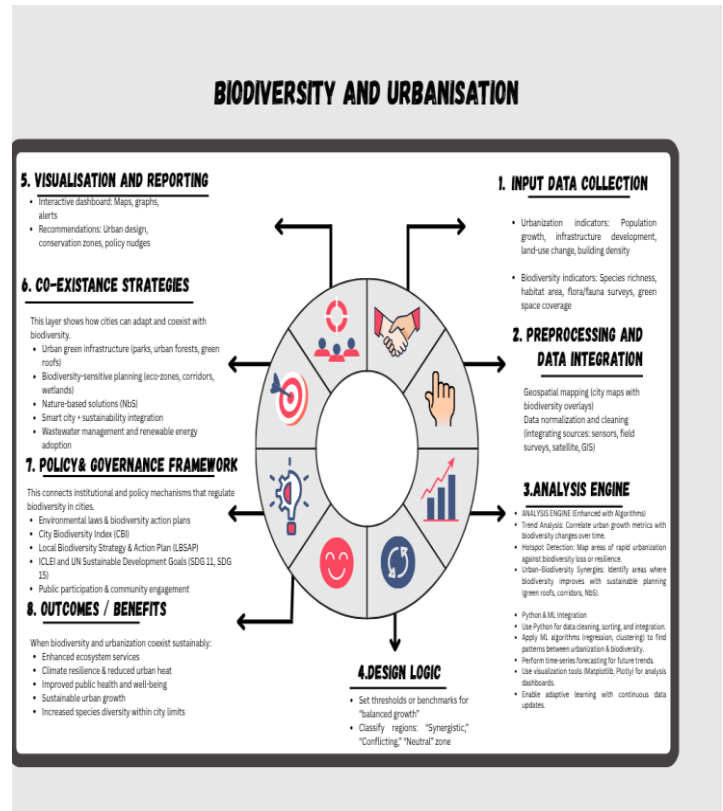 BIODIVERSITY AND URBANISATION
5. VISUALISATION AND REPORTING
• Interactive dashboard: Maps, graphs,
alerts
• Recommendations: Urban design,
conservation zones, policy nudges
6. CO-EXISTANCE STRATEGIES
This layer shows how cities can adapt and coexist with
biodiversity.
• Urban green infrastructure (parks, urban forests, green
roofs)
• Biodiversity-sensitive planning (eco-zones, corridors,
wetlands)
• Nature-based solutions (NbS)
• Smart city + sustainability integration
• Wastewater management and renewable energy
adoption
7. POLICY& GOVERNANCE FRAMEWORK
This connects institutional and policy mechanisms that regulate
biodiversity in cities.
• Environmental laws & biodiversity action plans
• City Biodiversity Index (CBI)
• Local Biodiversity Strategy & Action Plan (LBSAP)
• ICLEI and UN Sustainable Development Goals (SDG 11, SDG
15)
• Public participation & community engagement
8. OUTCOMES / BENEFITS
When biodiversity and urbanization coexist sustainably:
• Enhanced ecosystem services
• Climate resilience & reduced urban heat
• Improved public health and well-being
• Sustainable urban growth
• Increased species diversity within city limits
1. INPUT DATA COLLECTION
• Urbanization indicators: Population
growth, infrastructure development,
land-use change, building density
• Biodiversity indicators: Species richness,
habitat area, flora/fauna surveys, green
space coverage
2. PREPROCESSING AND
DATA INTEGRATION
Geospatial mapping (city maps with
biodiversity overlays)
Data normalization and cleaning
(integrating sources: sensors, field
surveys, satellite, GIS)
3.ANALYSIS ENGINE
• ANALYSIS ENGINE (Enhanced with Algorithms)
• Trend Analysis: Correlate urban growth metrics with
biodiversity changes over time.
• Hotspot Detection: Map areas of rapid urbanization
against biodiversity loss or resilience.
• Urban–Biodiversity Synergies: Identify areas where
biodiversity improves with sustainable planning
(green roofs, corridors, NbS).
• Python & ML Integration
• Use Python for data cleaning, sorting, and integration.
• Apply ML algorithms (regression, clustering) to find
patterns between urbanization & biodiversity.
• Perform time-series forecasting for future trends.
• Use visualization tools (Matplotlib, Plotly) for analysis
dashboards.
• Enable adaptive learning with continuous data
updates.
4.DESIGN LOGIC
• Set thresholds or benchmarks for
"balanced growth"
• Classify regions: "Synergistic,"
"Conflicting," "Neutral" zone